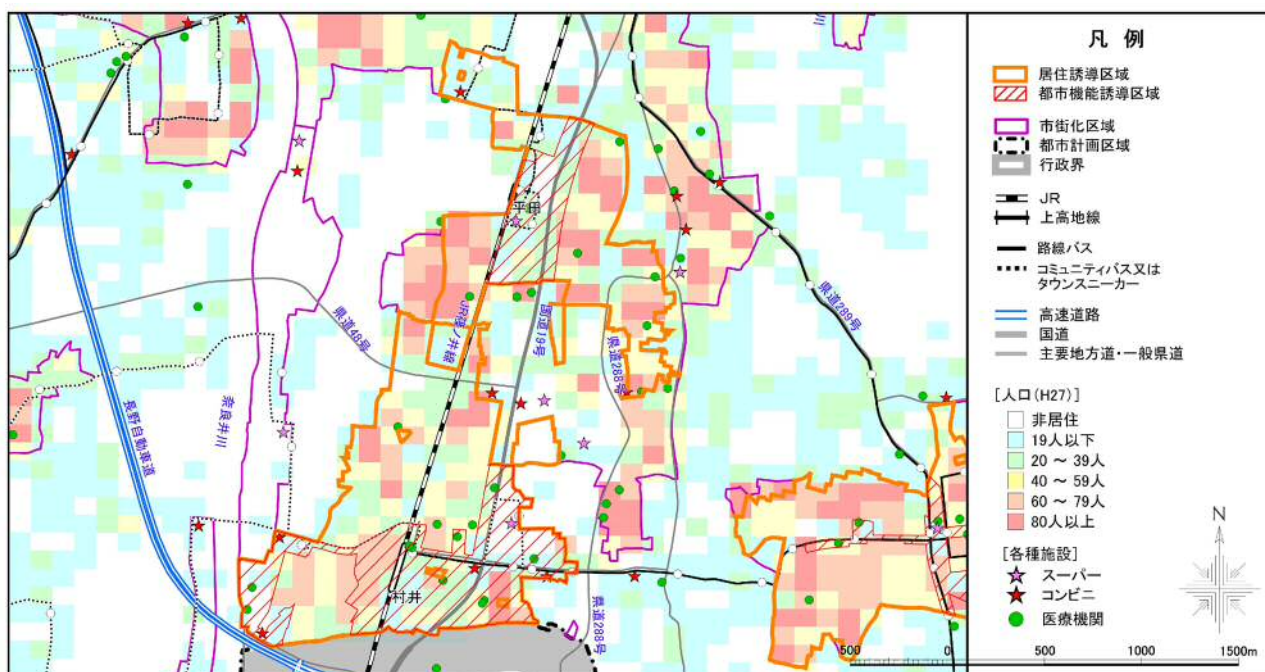 川
平田
県道289号
県道48号
JR篠ノ井線
国道19号
県道288号
奈良井川
長野自動車道
村井
県道288号
凡 例
居住誘導区域
都市機能誘導区域
市街化区域
都市計画区域
行政界
JR
上高地線
路線バス
コミュニティバス又は
タウンスニーカー
高速道路
国道
主要地方道・一般県道
[人口(H27)]
非居住
19人以下
20 ～ 39人
40 ～ 59人
60 ～ 79人
80人以上
[各種施設]
スーパー
コンビニ
医療機関
N
500 0 500 1000 1500m